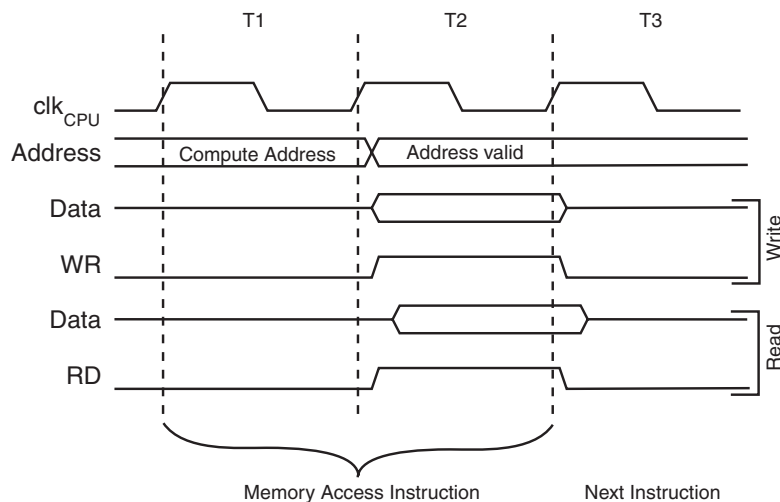 T1 T2 T3
clkCPU
Address Compute Address Address valid
Data
WR
Write
Data
RD
Read
Memory Access Instruction Next Instruction